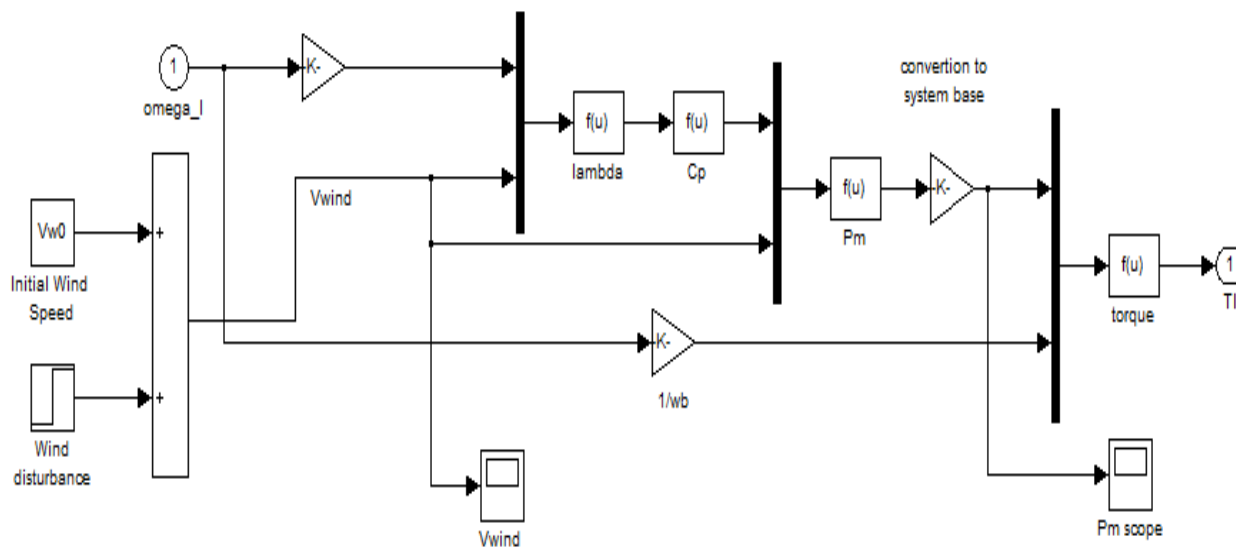 1
-K-
omega_l
convertion to
system base
f(u)
lambda
f(u)
Cp
Vwind
f(u)
Pm
-K-
Vw0
+
Initial Wind
Speed
f(u)
torque
1
Tl
-K-
1/wb
+
Wind
disturbance
Vwind
Pm scope